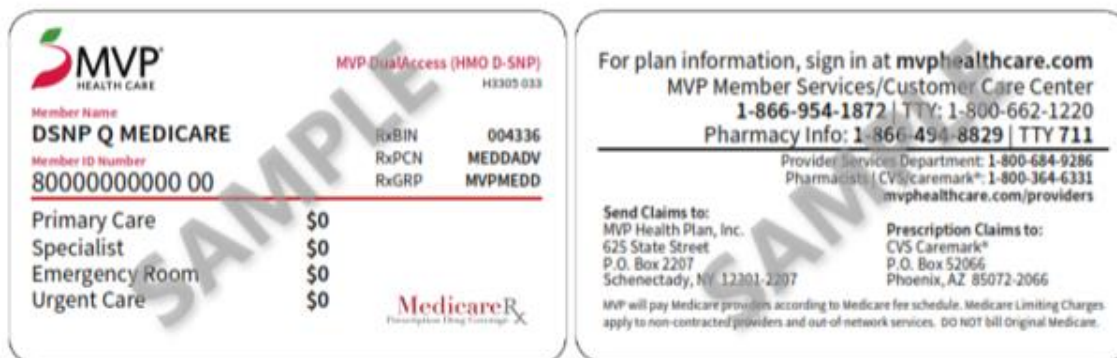 MVP®
HEALTH CARE
MVP DualAccess (HMO D-SNP)
H3305 033
Member Name
DSNP Q MEDICARE
Member ID Number
80000000000 00
RxBIN 004336
RxPCN MEDDADV
RxGRP MVPMEDD
Primary Care $0
Specialist $0
Emergency Room $0
Urgent Care $0
MedicareRx
Prescription Drug Coverage
SAMPLE
For plan information, sign in at mvphealthcare.com
MVP Member Services/Customer Care Center
1-866-954-1872 | TTY: 1-800-662-1220
Pharmacy Info: 1-866-494-8829 | TTY 711
Provider Services Department: 1-800-684-9286
Pharmacists | CVS/caremark®: 1-800-364-6331
mvphealthcare.com/providers
Send Claims to:
MVP Health Plan, Inc.
625 State Street
P.O. Box 2207
Schenectady, NY 12301-2207
Prescription Claims to:
CVS Caremark®
P.O. Box 52066
Phoenix, AZ 85072-2066
MVP will pay Medicare providers according to Medicare fee schedule. Medicare Limiting Charges
apply to non-contracted providers and out-of-network services. DO NOT bill Original Medicare.
SAMPLE